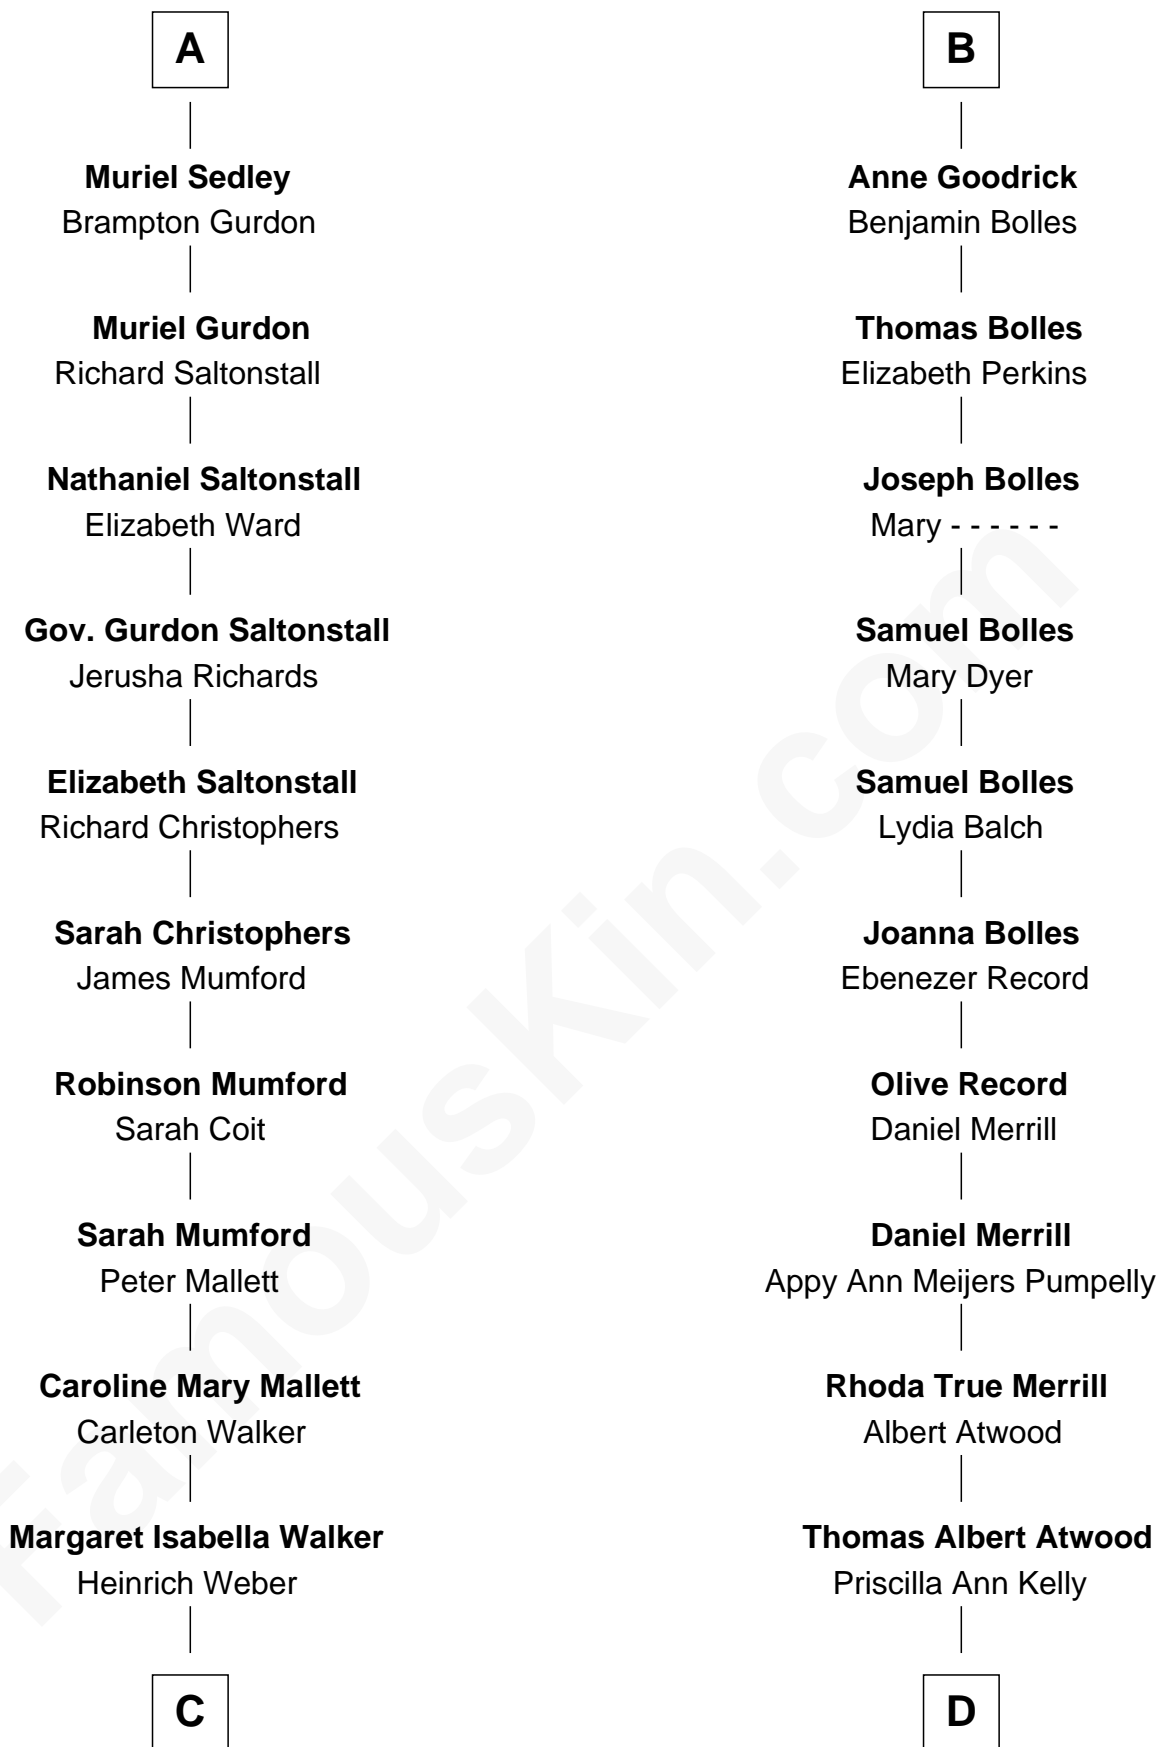 A
Muriel Sedley
Brampton Gurdon
Muriel Gurdon
Richard Saltonstall
Nathaniel Saltonstall
Elizabeth Ward
Gov. Gurdon Saltonstall
Jerusha Richards
Elizabeth Saltonstall
Richard Christophers
Sarah Christophers
James Mumford
Robinson Mumford
Sarah Coit
Sarah Mumford
Peter Mallett
Caroline Mary Mallett
Carleton Walker
Margaret Isabella Walker
Heinrich Weber
C
B
Anne Goodrick
Benjamin Bolles
Thomas Bolles
Elizabeth Perkins
Joseph Bolles
Mary - - - - - -
Samuel Bolles
Mary Dyer
Samuel Bolles
Lydia Balch
Joanna Bolles
Ebenezer Record
Olive Record
Daniel Merrill
Daniel Merrill
Appy Ann Meijers Pumpelly
Rhoda True Merrill
Albert Atwood
Thomas Albert Atwood
Priscilla Ann Kelly
D
FamousKin.com